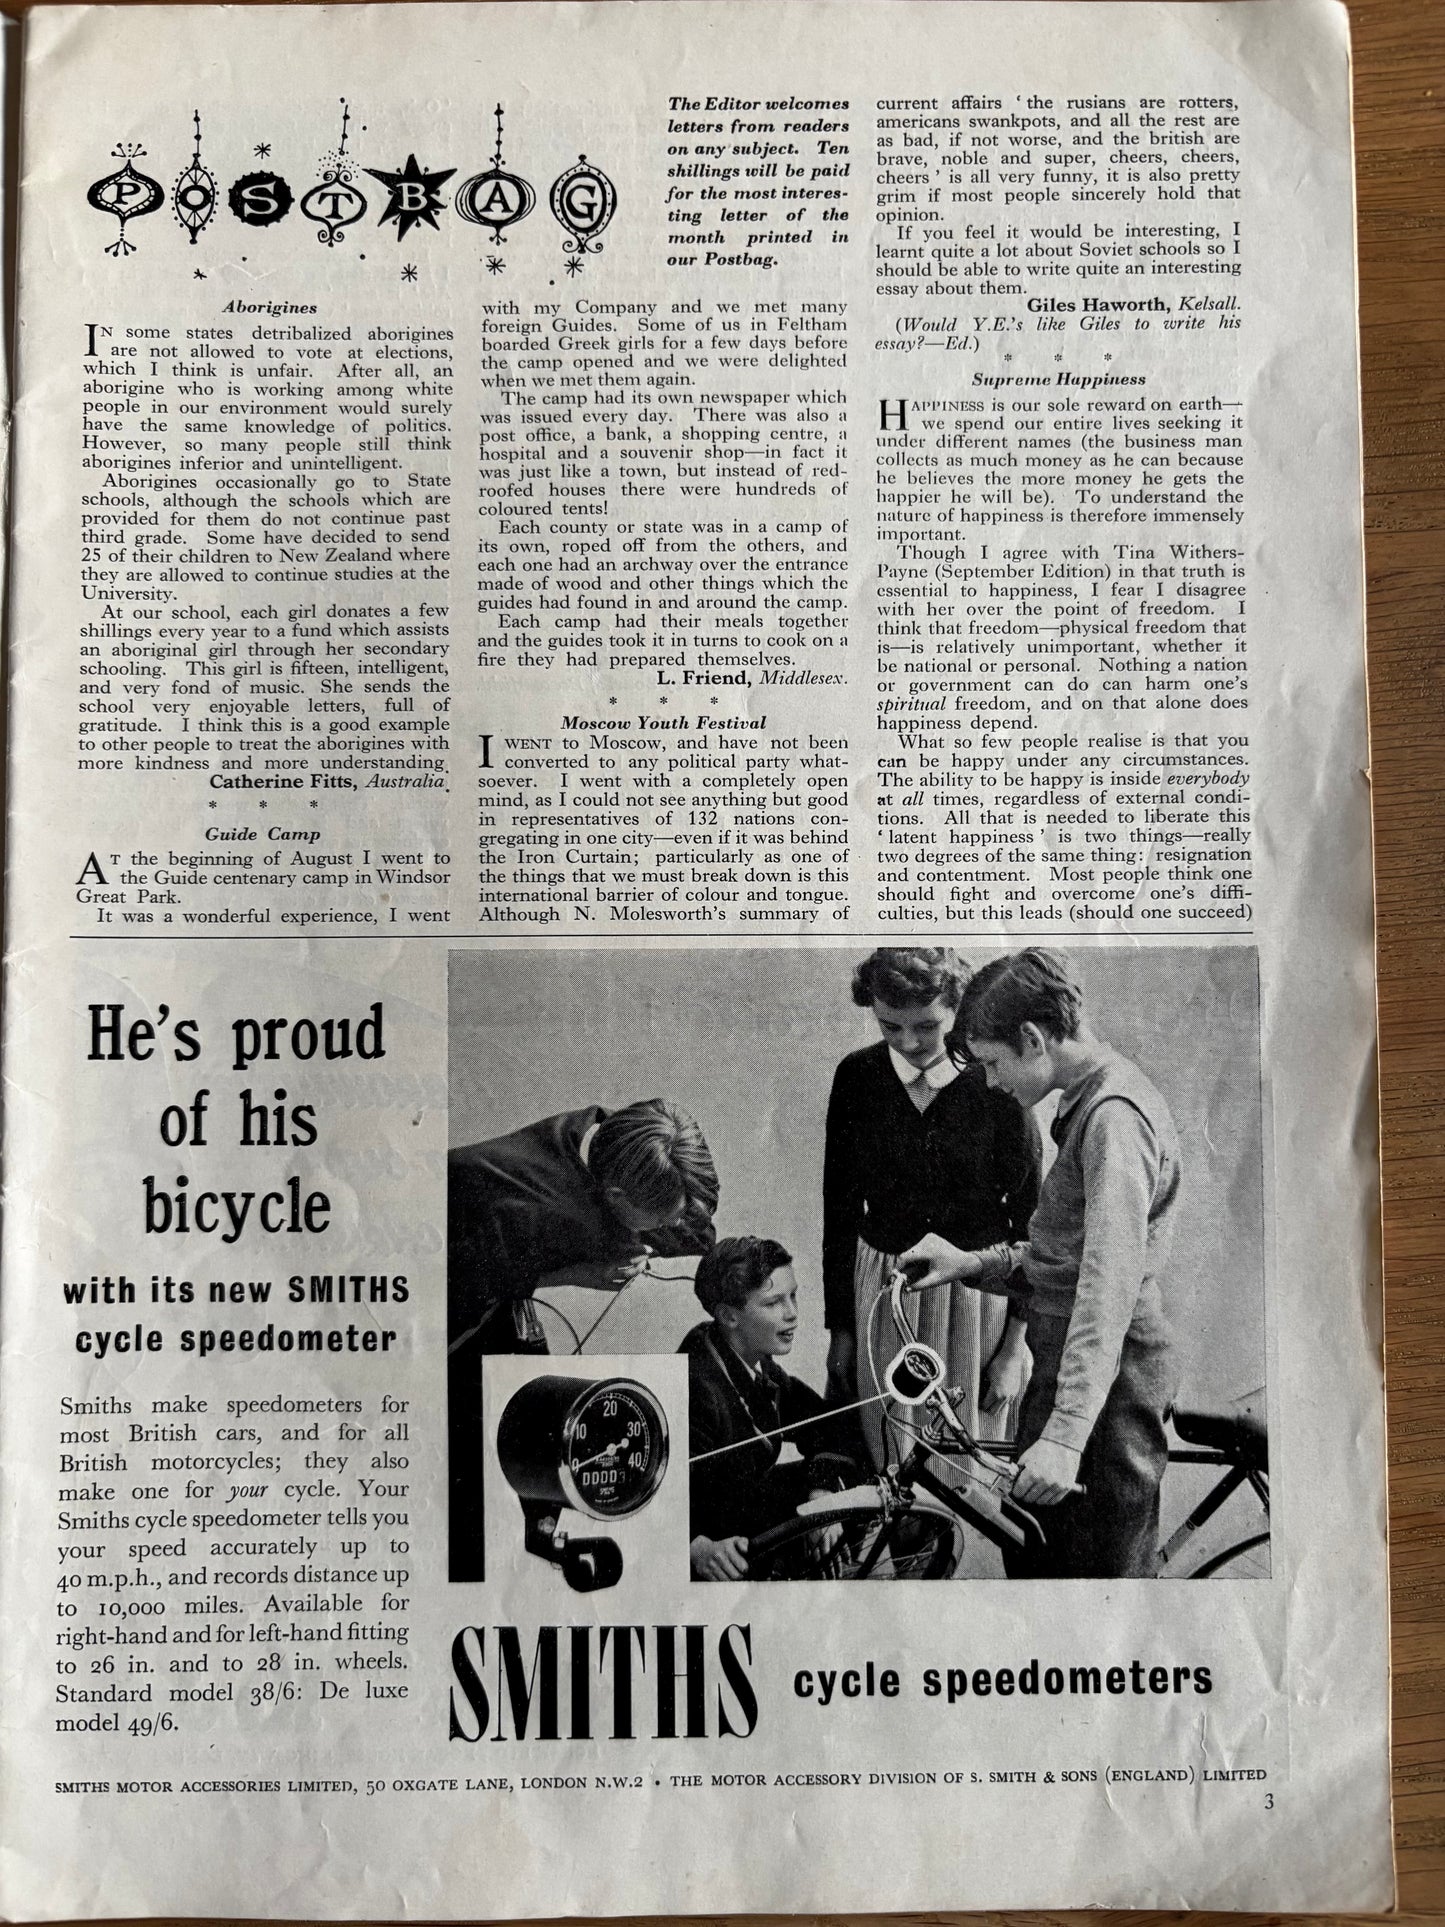 POSTBAG
The Editor welcomes
letters from readers
on any subject. Ten
shillings will be paid
for the most interes-
ting letter of the
month printed in
our Postbag.
Aborigines
IN some states detribalized aborigines
are not allowed to vote at elections,
which I think is unfair. After all, an
aborigine who is working among white
people in our environment would surely
have the same knowledge of politics.
However, so many people still think
aborigines inferior and unintelligent.
Aborigines occasionally go to State
schools, although the schools which are
provided for them do not continue past
third grade. Some have decided to send
25 of their children to New Zealand where
they are allowed to continue studies at the
University.
At our school, each girl donates a few
shillings every year to a fund which assists
an aboriginal girl through her secondary
schooling. This girl is fifteen, intelligent,
and very fond of music. She sends the
school very enjoyable letters, full of
gratitude. I think this is a good example
to other people to treat the aborigines with
more kindness and more understanding.
Catherine Fitts, Australia.
* * *
Guide Camp
AT the beginning of August I went to
the Guide centenary camp in Windsor
Great Park.
It was a wonderful experience, I went
with my Company and we met many
foreign Guides. Some of us in Feltham
boarded Greek girls for a few days before
the camp opened and we were delighted
when we met them again.
The camp had its own newspaper which
was issued every day. There was also a
post office, a bank, a shopping centre, a
hospital and a souvenir shop—in fact it
was just like a town, but instead of red-
roofed houses there were hundreds of
coloured tents!
Each county or state was in a camp of
its own, roped off from the others, and
each one had an archway over the entrance
made of wood and other things which the
guides had found in and around the camp.
Each camp had their meals together
and the guides took it in turns to cook on a
fire they had prepared themselves.
L. Friend, Middlesex.
* * *
Moscow Youth Festival
I WENT to Moscow, and have not been
converted to any political party what-
soever. I went with a completely open
mind, as I could not see anything but good
in representatives of 132 nations con-
gregating in one city—even if it was behind
the Iron Curtain; particularly as one of
the things that we must break down is this
international barrier of colour and tongue.
Although N. Molesworth's summary of
current affairs ' the rusians are rotters,
americans swankpots, and all the rest are
as bad, if not worse, and the british are
brave, noble and super, cheers, cheers,
cheers ' is all very funny, it is also pretty
grim if most people sincerely hold that
opinion.
If you feel it would be interesting, I
learnt quite a lot about Soviet schools so I
should be able to write quite an interesting
essay about them.
Giles Haworth, Kelsall.
(Would Y.E.'s like Giles to write his
essay?—Ed.)
* * *
Supreme Happiness
HAPPINESS is our sole reward on earth—
we spend our entire lives seeking it
under different names (the business man
collects as much money as he can because
he believes the more money he gets the
happier he will be). To understand the
nature of happiness is therefore immensely
important.
Though I agree with Tina Withers-
Payne (September Edition) in that truth is
essential to happiness, I fear I disagree
with her over the point of freedom. I
think that freedom—physical freedom that
is—is relatively unimportant, whether it
be national or personal. Nothing a nation
or government can do can harm one's
spiritual freedom, and on that alone does
happiness depend.
What so few people realise is that you
can be happy under any circumstances.
The ability to be happy is inside everybody
at all times, regardless of external condi-
tions. All that is needed to liberate this
' latent happiness ' is two things—really
two degrees of the same thing: resignation
and contentment. Most people think one
should fight and overcome one's diffi-
culties, but this leads (should one succeed)
He's proud
of his
bicycle
with its new SMITHS
cycle speedometer
Smiths make speedometers for
most British cars, and for all
British motorcycles; they also
make one for your cycle. Your
Smiths cycle speedometer tells you
your speed accurately up to
40 m.p.h., and records distance up
to 10,000 miles. Available for
right-hand and for left-hand fitting
to 26 in. and to 28 in. wheels.
Standard model 38/6: De luxe
model 49/6.
0 10 20 30 40
SMITHS cycle speedometers
SMITHS MOTOR ACCESSORIES LIMITED, 50 OXGATE LANE, LONDON N.W.2 • THE MOTOR ACCESSORY DIVISION OF S. SMITH & SONS (ENGLAND) LIMITED
3